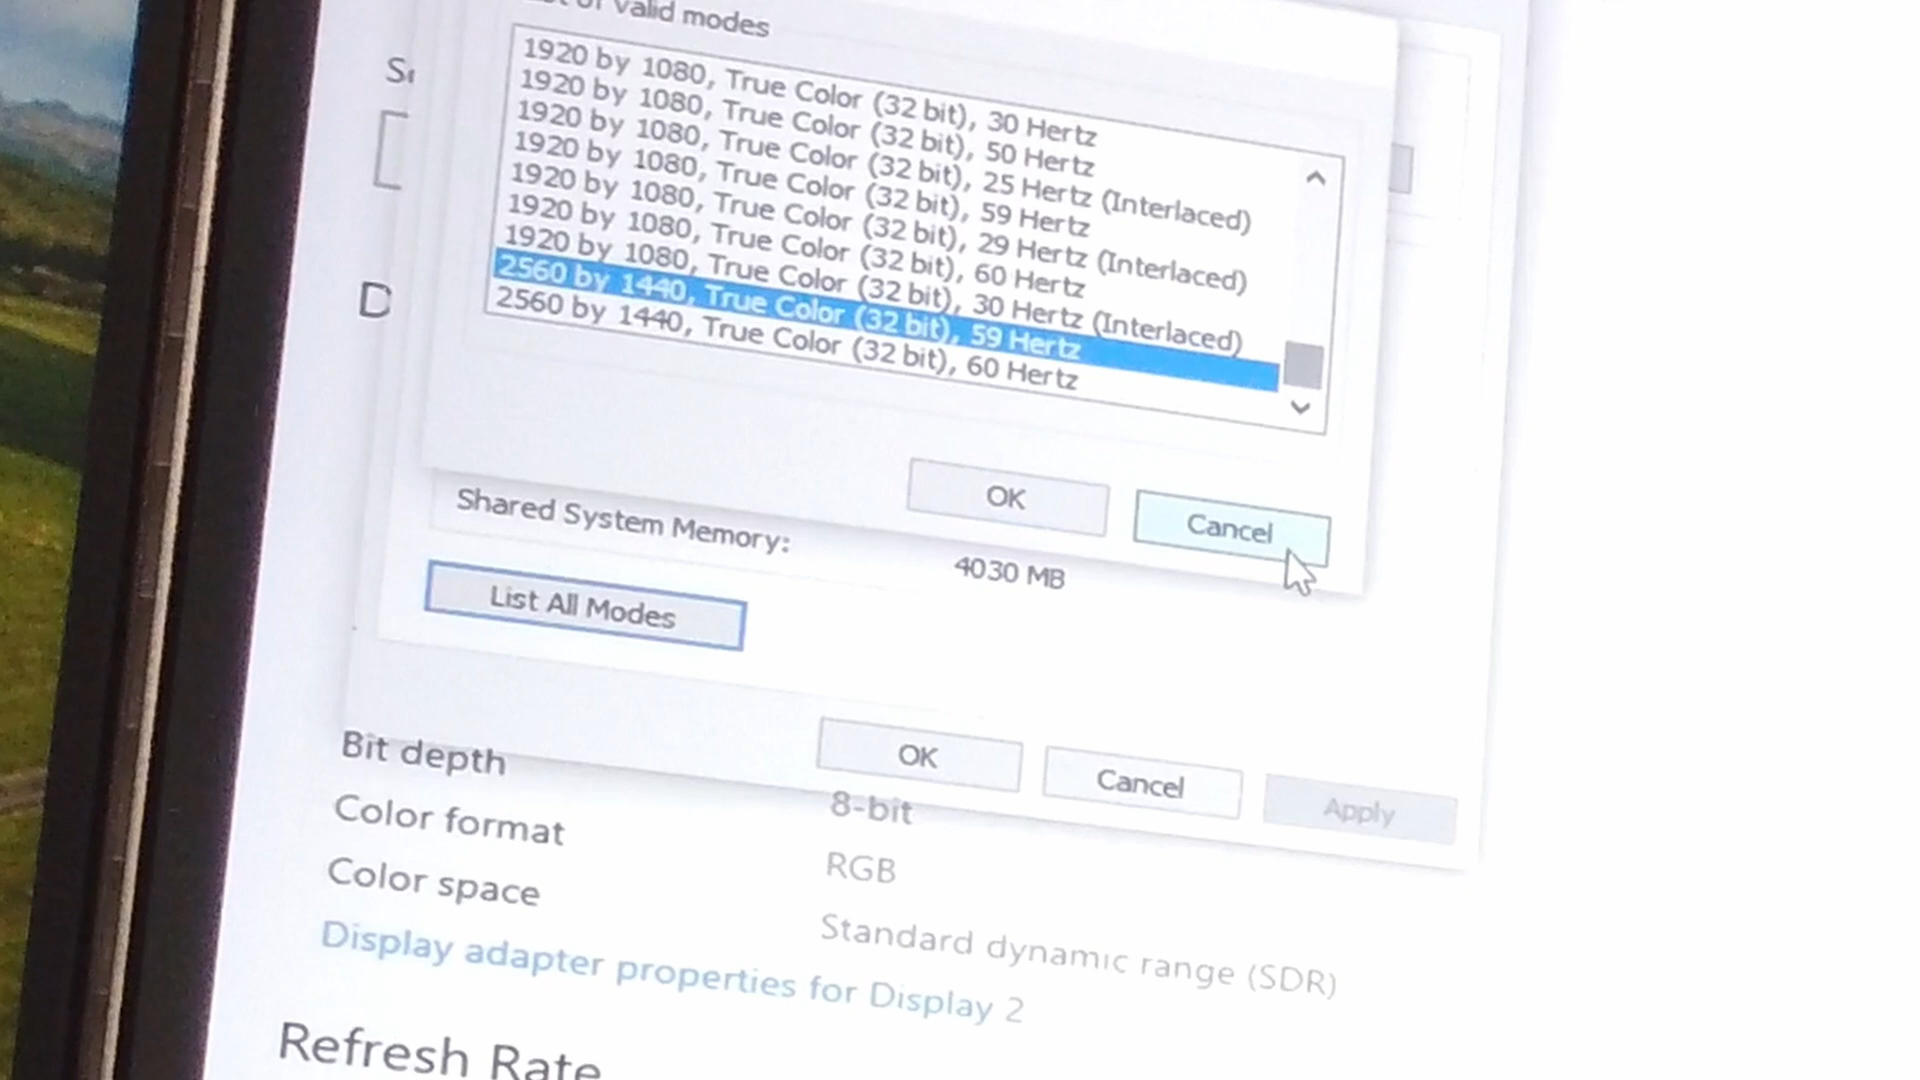 of valid modes
1920 by 1080, True Color (32 bit), 30 Hertz
1920 by 1080, True Color (32 bit), 50 Hertz
1920 by 1080, True Color (32 bit), 25 Hertz (Interlaced)
1920 by 1080, True Color (32 bit), 59 Hertz
1920 by 1080, True Color (32 bit), 29 Hertz (Interlaced)
1920 by 1080, True Color (32 bit), 60 Hertz
1920 by 1080, True Color (32 bit), 30 Hertz (Interlaced)
2560 by 1440, True Color (32 bit), 59 Hertz
2560 by 1440, True Color (32 bit), 60 Hertz
D
OK
Cancel
Shared System Memory:
4030 MB
List All Modes
OK
Cancel
Apply
Bit depth
8-bit
Color format
RGB
Color space
Standard dynamic range (SDR)
Display adapter properties for Display 2
Refresh Rate